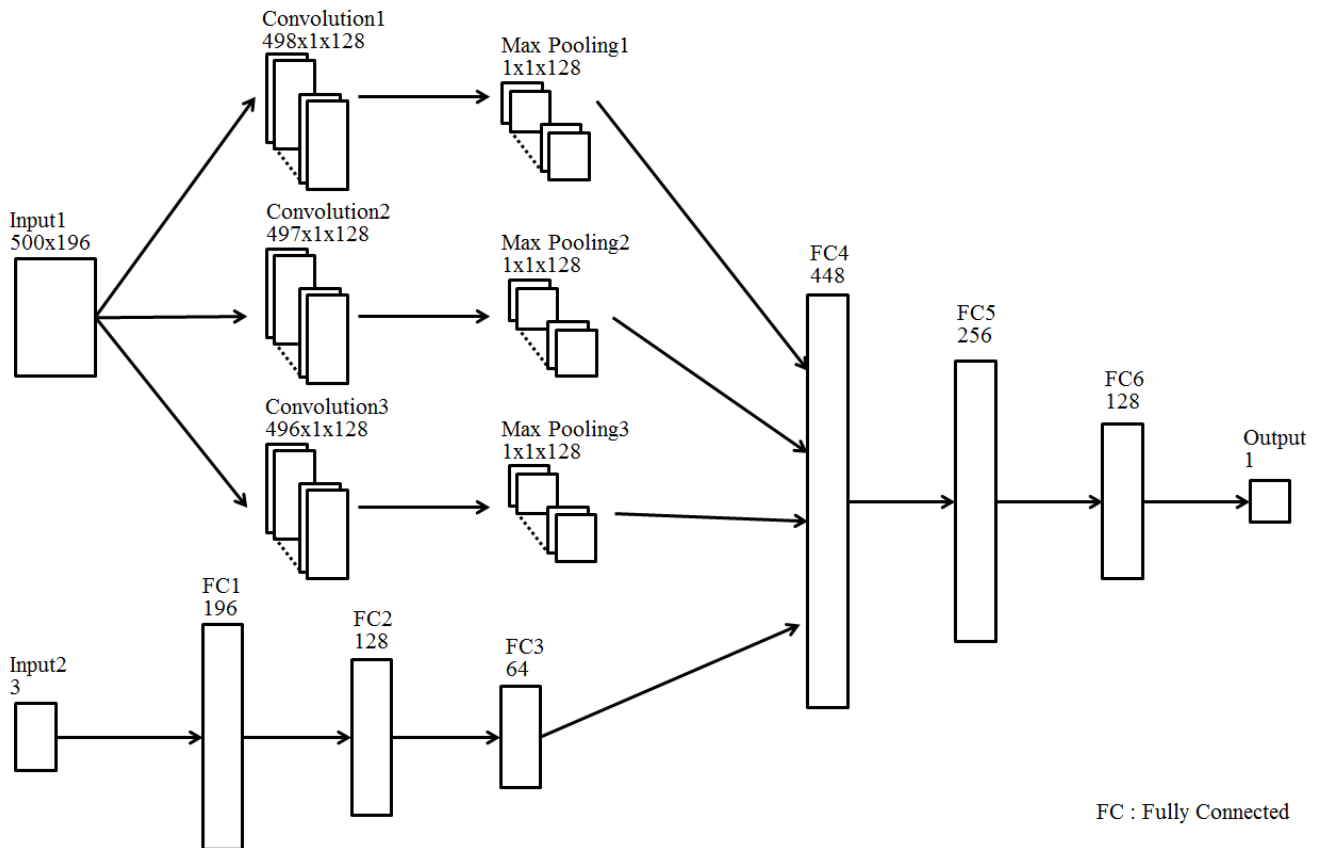 Convolution1
498x1x128
Max Pooling1
1x1x128
Input1
500x196
Convolution2
497x1x128
Max Pooling2
1x1x128
Convolution3
496x1x128
Max Pooling3
1x1x128
FC4
448
FC5
256
FC6
128
Output
1
Input2
3
FC1
196
FC2
128
FC3
64
FC : Fully Connected